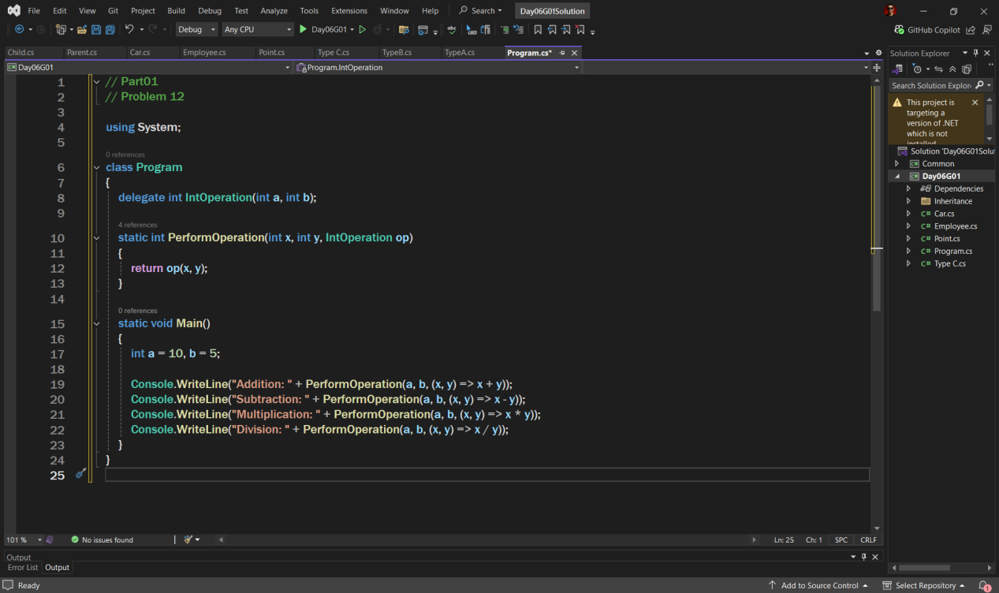 File Edit View Git Project Build Debug Test Analyze Tools Extensions Window Help Search Day06G01Solution
Debug Any CPU Day06G01 GitHub Copilot
Child.cs Parent.cs Car.cs Employee.cs Point.cs Type C.cs TypeB.cs TypeA.cs Program.cs*
Day06G01 Program.IntOperation
1 // Part01
2 // Problem 12
3
4 using System;
5
0 references
6 class Program
7 {
8 delegate int IntOperation(int a, int b);
9
4 references
10 static int PerformOperation(int x, int y, IntOperation op)
11 {
12 return op(x, y);
13 }
14
0 references
15 static void Main()
16 {
17 int a = 10, b = 5;
18
19 Console.WriteLine("Addition: " + PerformOperation(a, b, (x, y) => x + y));
20 Console.WriteLine("Subtraction: " + PerformOperation(a, b, (x, y) => x - y));
21 Console.WriteLine("Multiplication: " + PerformOperation(a, b, (x, y) => x * y));
22 Console.WriteLine("Division: " + PerformOperation(a, b, (x, y) => x / y));
23 }
24 }
25
101 % No issues found Ln: 25 Ch: 1 SPC CRLF
Output
Error List Output
Ready Add to Source Control Select Repository 1
Solution Explorer
Search Solution Explor
This project is
targeting a
version of .NET
which is not
installed
Solution 'Day06G01Solu
Common
Day06G01
Dependencies
Inheritance
C# Car.cs
C# Employee.cs
C# Point.cs
C# Program.cs
C# Type C.cs